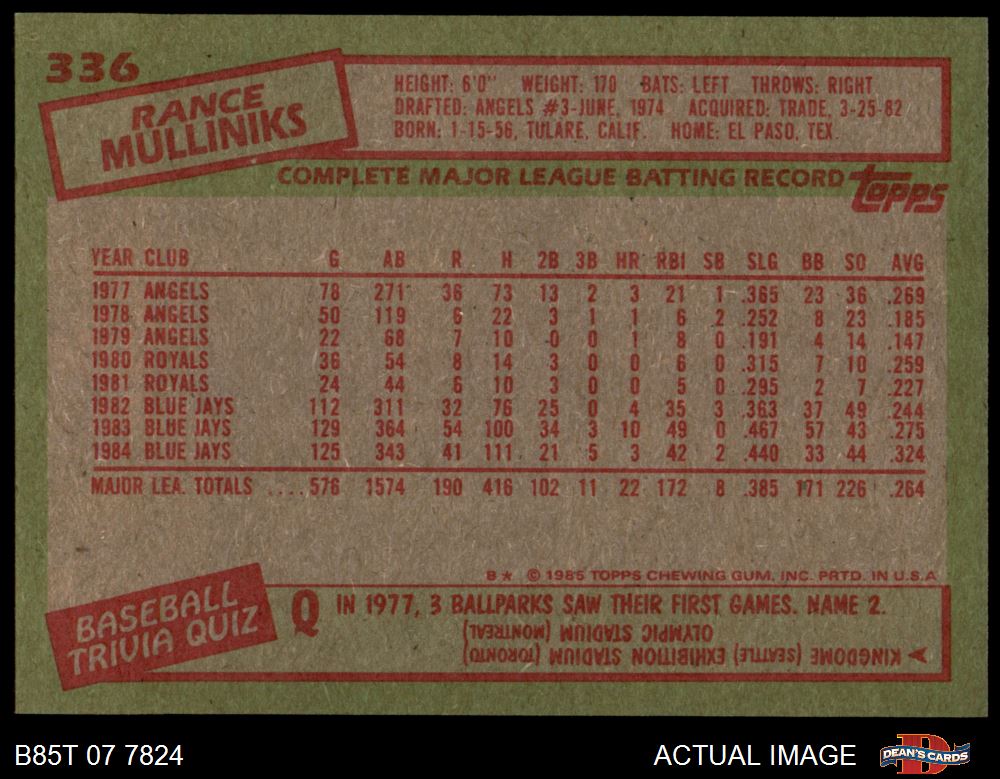 336
RANCE
MULLINIKS
HEIGHT: 6'0" WEIGHT: 170 BATS: LEFT THROWS: RIGHT
DRAFTED: ANGELS #3-JUNE, 1974 ACQUIRED: TRADE, 3-25-82
BORN: 1-15-56, TULARE, CALIF. HOME: EL PASO, TEX.
COMPLETE MAJOR LEAGUE BATTING RECORD topps
YEAR CLUB G AB R H 2B 3B HR RBI SB SLG BB SO AVG
1977 ANGELS 78 271 36 73 13 2 3 21 1 .365 23 36 .269
1978 ANGELS 50 119 6 22 3 1 1 6 2 .252 8 23 .185
1979 ANGELS 22 68 7 10 0 0 1 8 0 .191 4 14 .147
1980 ROYALS 36 54 8 14 3 0 0 6 0 .315 7 10 .259
1981 ROYALS 24 44 6 10 3 0 0 5 0 .295 2 7 .227
1982 BLUE JAYS 112 311 32 76 25 0 4 35 3 .363 37 49 .244
1983 BLUE JAYS 129 364 54 100 34 3 10 49 0 .467 57 43 .275
1984 BLUE JAYS 125 343 41 111 21 5 3 42 2 .440 33 44 .324
MAJOR LEA. TOTALS ....576 1574 190 416 102 11 22 172 8 .385 171 226 .264
B★ © 1985 TOPPS CHEWING GUM, INC. PRTD. IN U.S.A.
BASEBALL
TRIVIA QUIZ
Q IN 1977, 3 BALLPARKS SAW THEIR FIRST GAMES. NAME 2.
KINGDOME (SEATTLE) EXHIBITION STADIUM (TORONTO)
OLYMPIC STADIUM (MONTREAL)
B85T 07 7824
ACTUAL IMAGE
D
DEAN'S CARDS